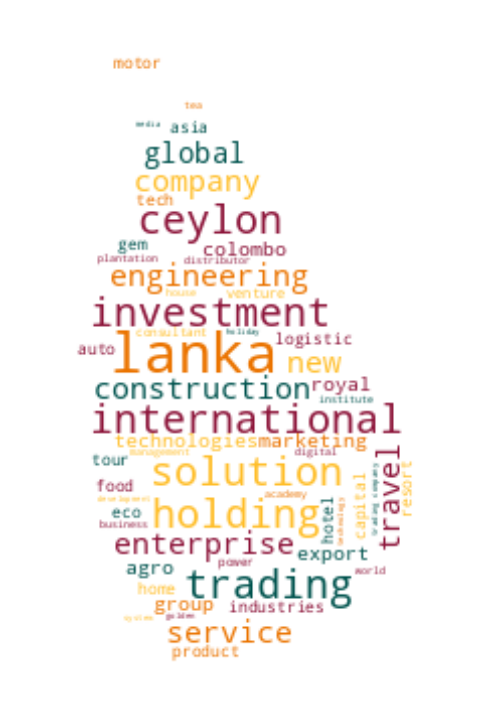 motor
tea
media asia
global
company
tech
ceylon
gem colombo
plantation distributor
engineering
house venture
investment
consultant holiday logistic
auto lanka new
construction royal
institute
international
technologies marketing
management digital
tour solution travel
food academy capital resort
development trading company
eco holding hotel technology
business
enterprise export
agro power world
home trading
group industries
system golden
service
product